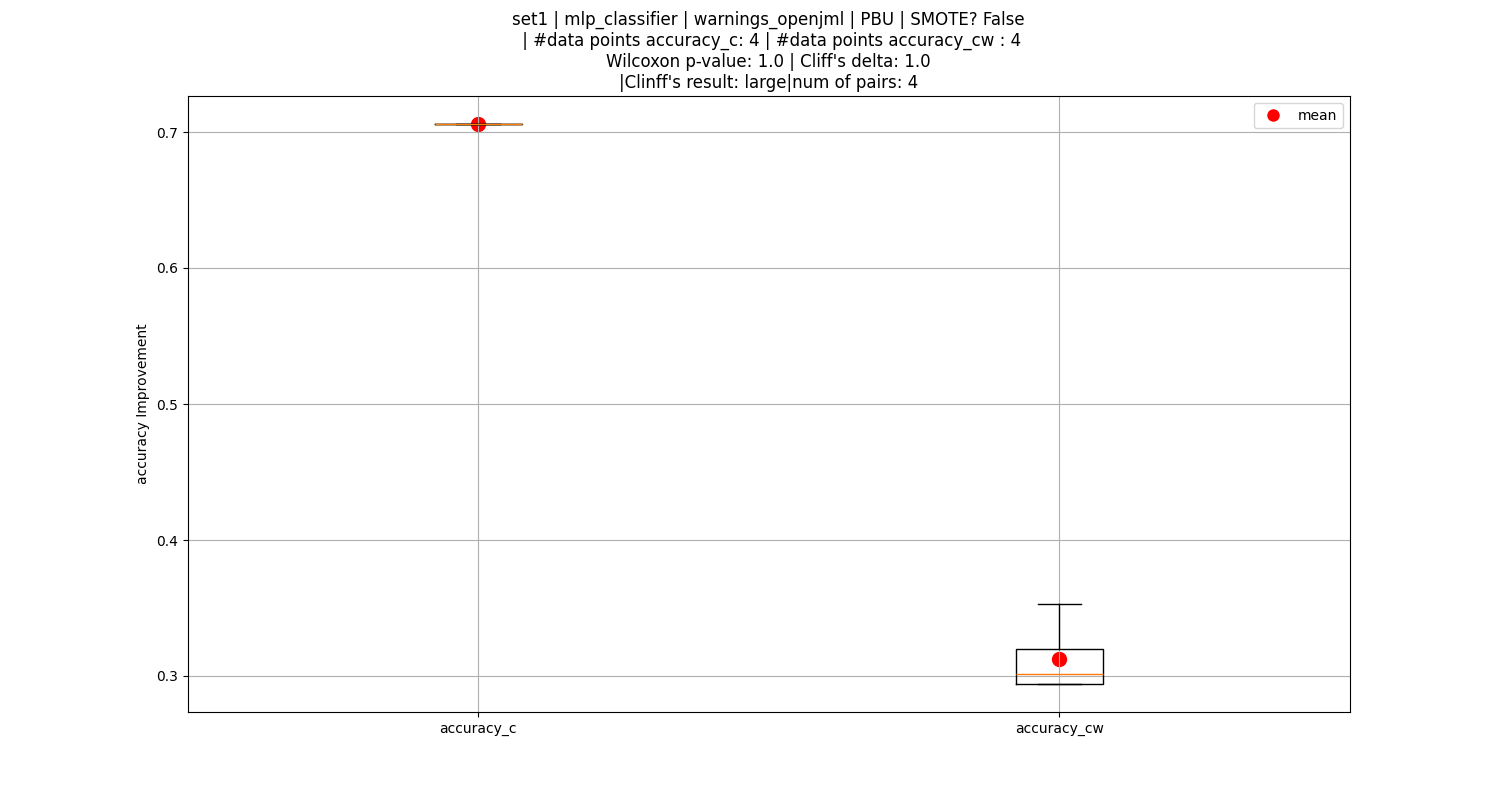 set1 | mlp_classifier | warnings_openjml | PBU | SMOTE? False
| #data points accuracy_c: 4 | #data points accuracy_cw : 4
Wilcoxon p-value: 1.0 | Cliff's delta: 1.0
|Clinff's result: large|num of pairs: 4
mean
0.7
0.6
0.5
0.4
0.3
accuracy Improvement
accuracy_c
accuracy_cw